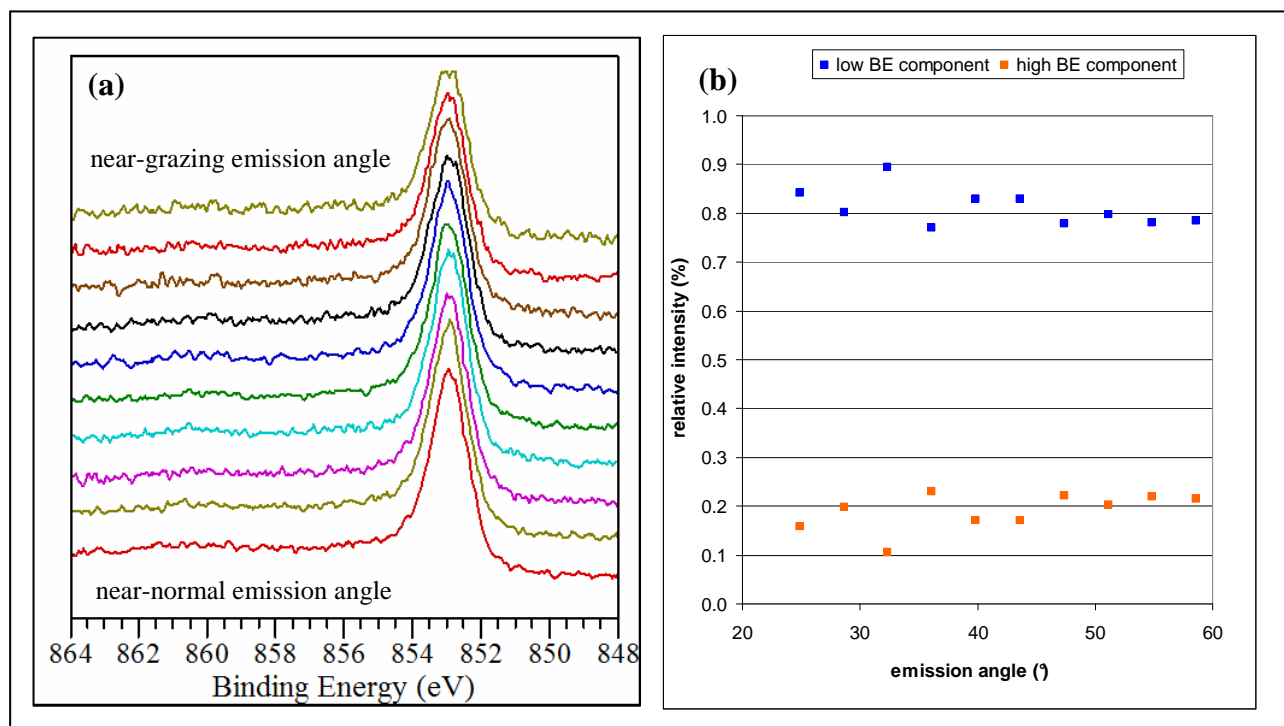 (a)
near-grazing emission angle
near-normal emission angle
864 862 860 858 856 854 852 850 848
Binding Energy (eV)
low BE component high BE component
(b)
1.0
0.9
0.8
0.7
0.6
0.5
0.4
0.3
0.2
0.1
0.0
relative intensity (%)
20 30 40 50 60
emission angle (°)